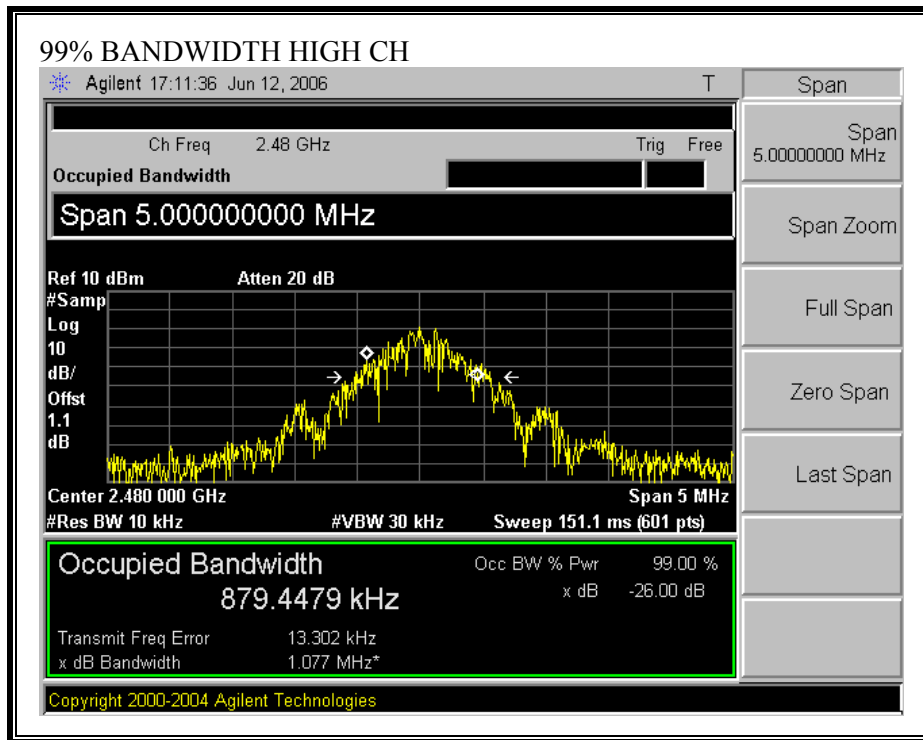 99% BANDWIDTH HIGH CH
Agilent 17:11:36 Jun 12, 2006 T
Span
Ch Freq 2.48 GHz Trig Free
Occupied Bandwidth
Span 5.000000000 MHz
Span
5.00000000 MHz
Span Zoom
Full Span
Zero Span
Last Span
Ref 10 dBm Atten 20 dB
#Samp
Log
10
dB/
Offst
1.1
dB
Center 2.480 000 GHz Span 5 MHz
#Res BW 10 kHz #VBW 30 kHz Sweep 151.1 ms (601 pts)
Occupied Bandwidth Occ BW % Pwr 99.00 %
879.4479 kHz x dB -26.00 dB
Transmit Freq Error 13.302 kHz
x dB Bandwidth 1.077 MHz*
Copyright 2000-2004 Agilent Technologies